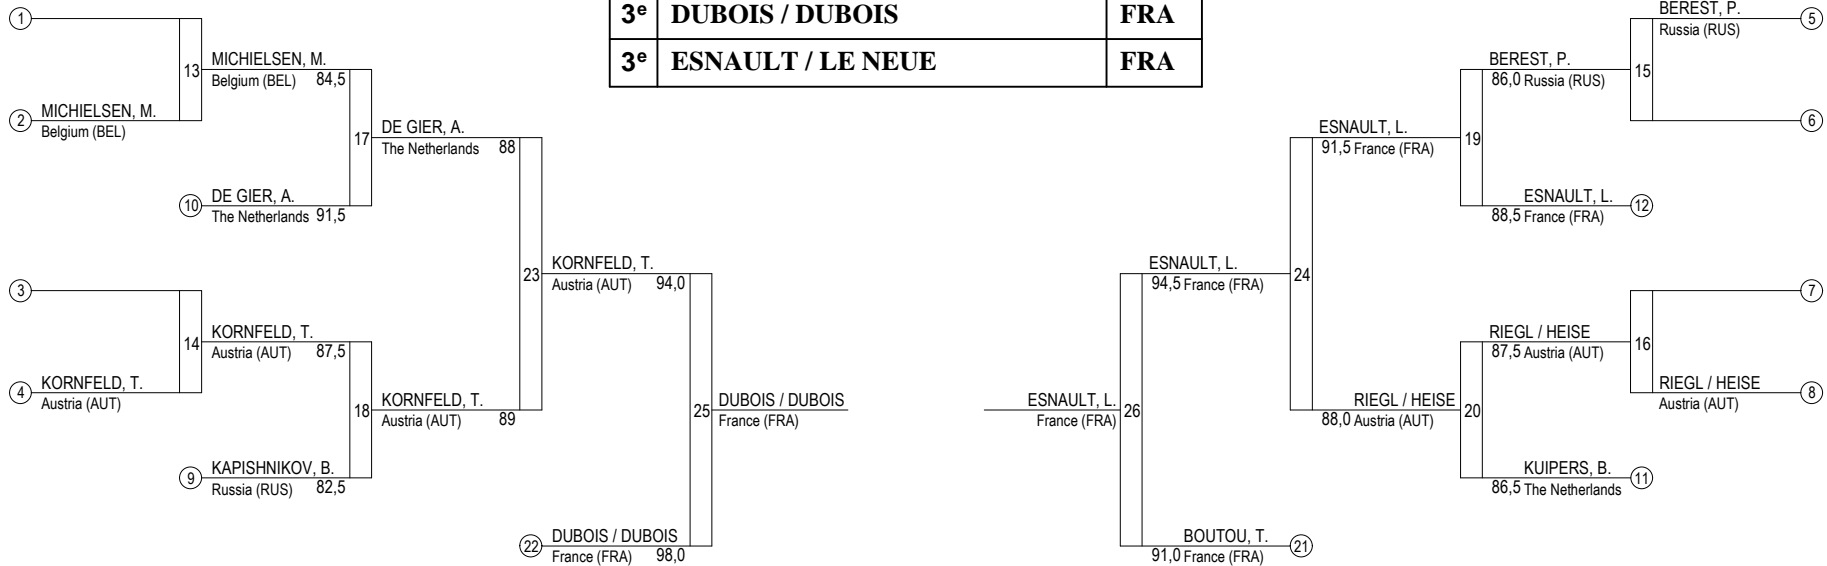 3e DUBOIS / DUBOIS FRA
3e ESNAULT / LE NEUE FRA
1
13
MICHIELSEN, M.
Belgium (BEL) 84,5
2 MICHIELSEN, M.
Belgium (BEL)
17
DE GIER, A.
The Netherlands 88
10 DE GIER, A.
The Netherlands 91,5
23
KORNFELD, T.
Austria (AUT) 94,0
3
14
KORNFELD, T.
Austria (AUT) 87,5
4 KORNFELD, T.
Austria (AUT)
18
KORNFELD, T.
Austria (AUT) 89
9 KAPISHNIKOV, B.
Russia (RUS) 82,5
25
DUBOIS / DUBOIS
France (FRA)
22 DUBOIS / DUBOIS
France (FRA) 98,0
BEREST, P. 5
Russia (RUS)
BEREST, P.
86,0 Russia (RUS)
15
6
ESNAULT, L.
91,5 France (FRA)
19
ESNAULT, L. 12
88,5 France (FRA)
ESNAULT, L.
94,5 France (FRA)
24
7
RIEGL / HEISE
87,5 Austria (AUT)
16
RIEGL / HEISE 8
Austria (AUT)
RIEGL / HEISE
88,0 Austria (AUT)
20
KUIPERS, B. 11
86,5 The Netherlands
ESNAULT, L.
France (FRA)
26
BOUTOU, T. 21
91,0 France (FRA)